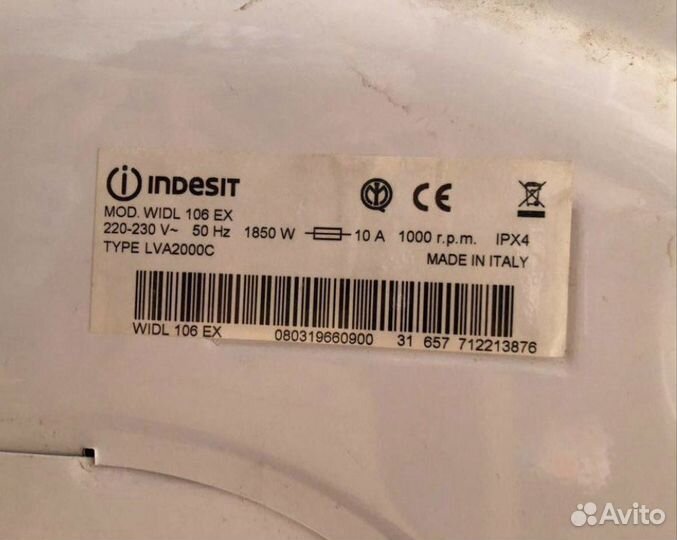 INDESIT
MOD. WIDL 106 EX
220-230 V~ 50 Hz 1850 W 10 A 1000 r.p.m. IPX4
TYPE LVA2000C MADE IN ITALY
WIDL 106 EX 080319660900 31 657 712213876
Avito